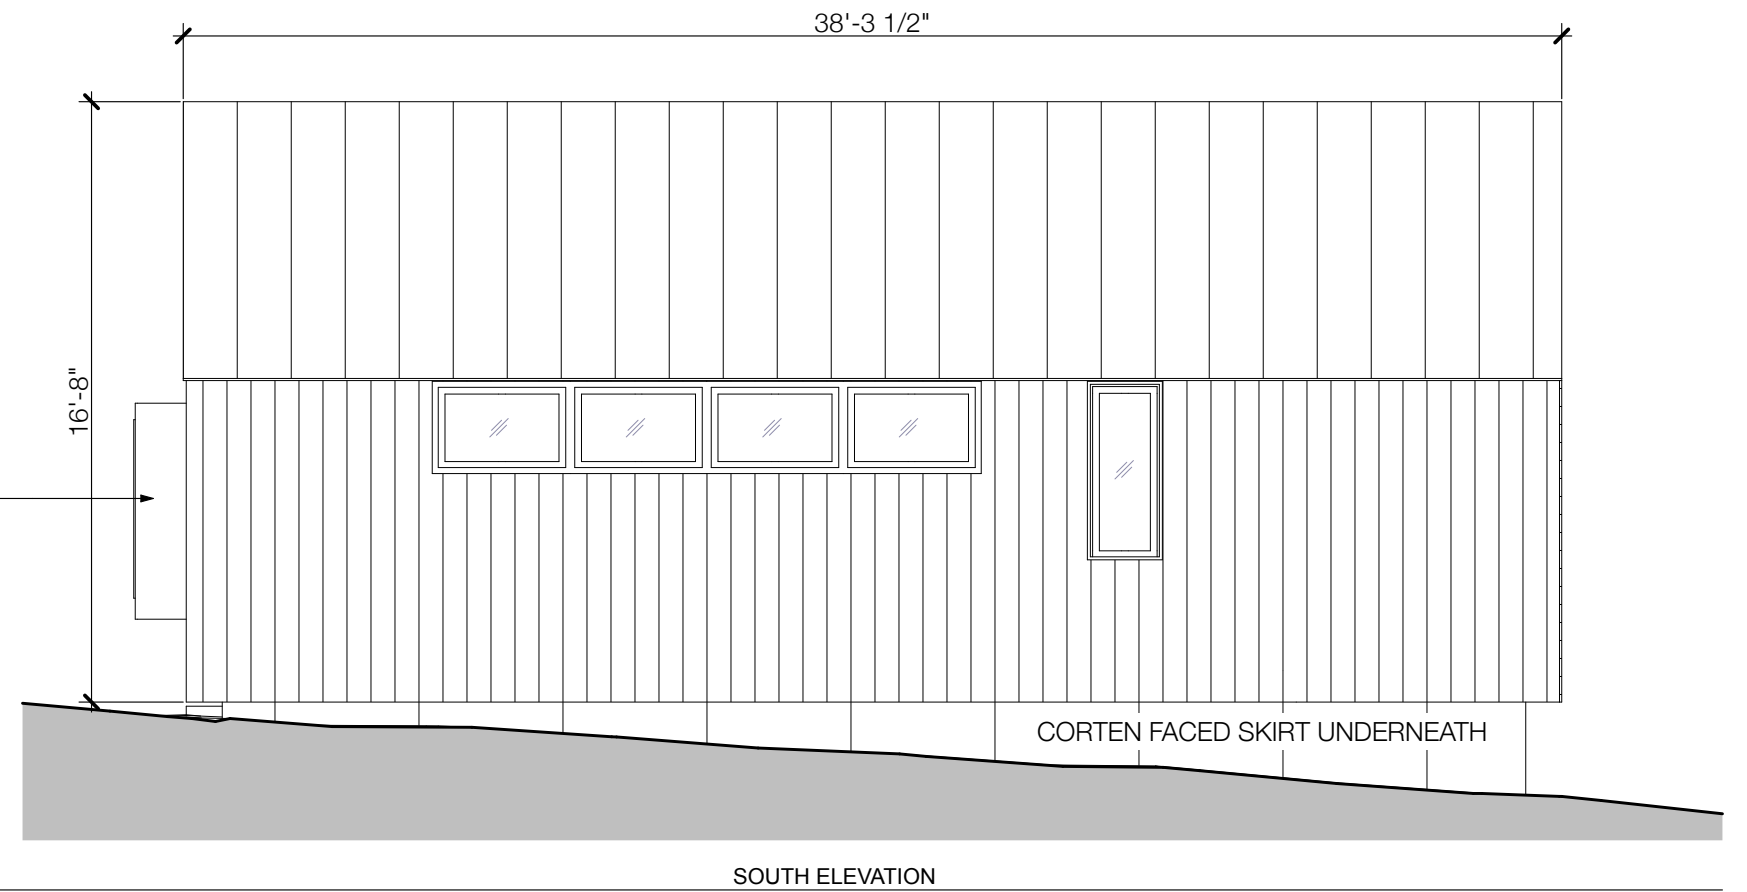 38'-3 1/2"
16'-8"
CORTEN FACED SKIRT UNDERNEATH
SOUTH ELEVATION